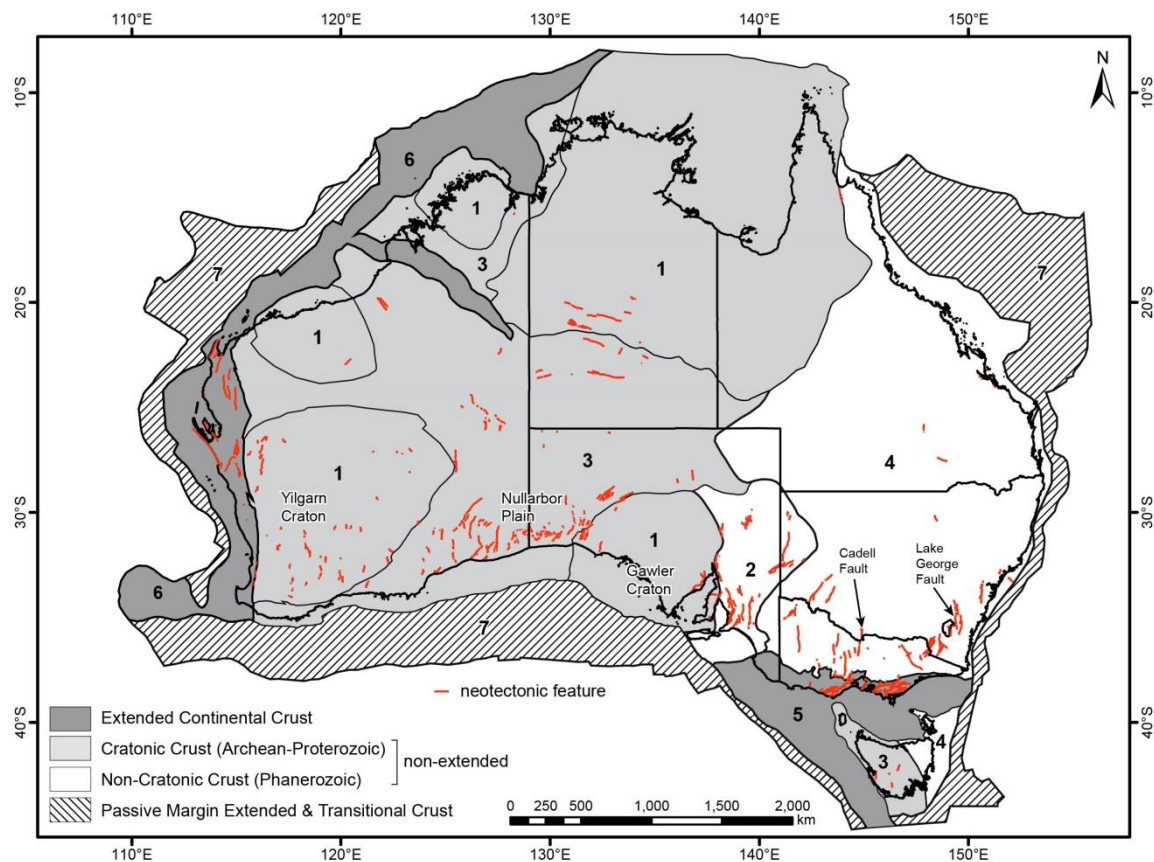 110°E 120°E 130°E 140°E 150°E
N
10°S 10°S
6
1
3
1
7
7
20°S 20°S
1
4
1
3
Yilgarn
Craton
Nullarbor
Plain
30°S 30°S
1
Gawler
Craton
2
Cadell
Fault
Lake
George
Fault
6
7
neotectonic feature
5
4
3
40°S 40°S
Extended Continental Crust
Cratonic Crust (Archean-Proterozoic)
non-extended
Non-Cratonic Crust (Phanerozoic)
Passive Margin Extended & Transitional Crust
0 250 500 1,000 1,500 2,000
km
110°E 120°E 130°E 140°E 150°E